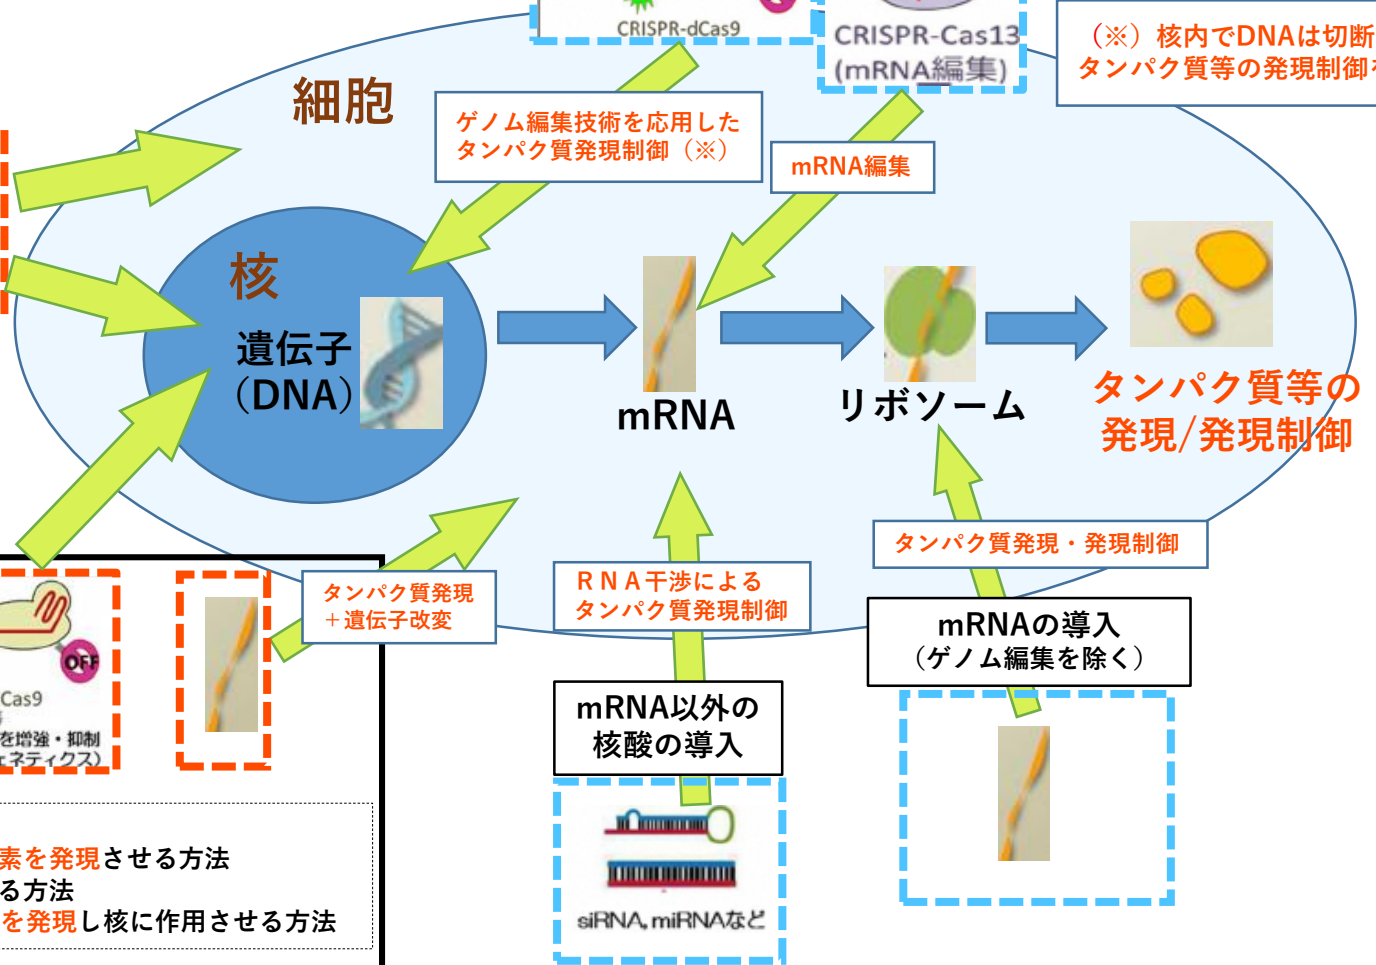 CRISPR-dCas9
CRISPR-Cas13
(mRNA編集)
（※）核内でDNAは切断
タンパク質等の発現制御
細胞
ゲノム編集技術を応用した
タンパク質発現制御（※）
mRNA編集
核
遺伝子
（DNA）
mRNA
リボソーム
タンパク質等の
発現/発現制御
タンパク質発現・発現制御
タンパク質発現
＋遺伝子改変
ＲＮＡ干渉による
タンパク質発現制御
mRNAの導入
（ゲノム編集を除く）
OFF
Cas9
を増強・抑制
ェネティクス）
mRNA以外の
核酸の導入
素を発現させる方法
る方法
を発現し核に作用させる方法
siRNA, miRNAなど